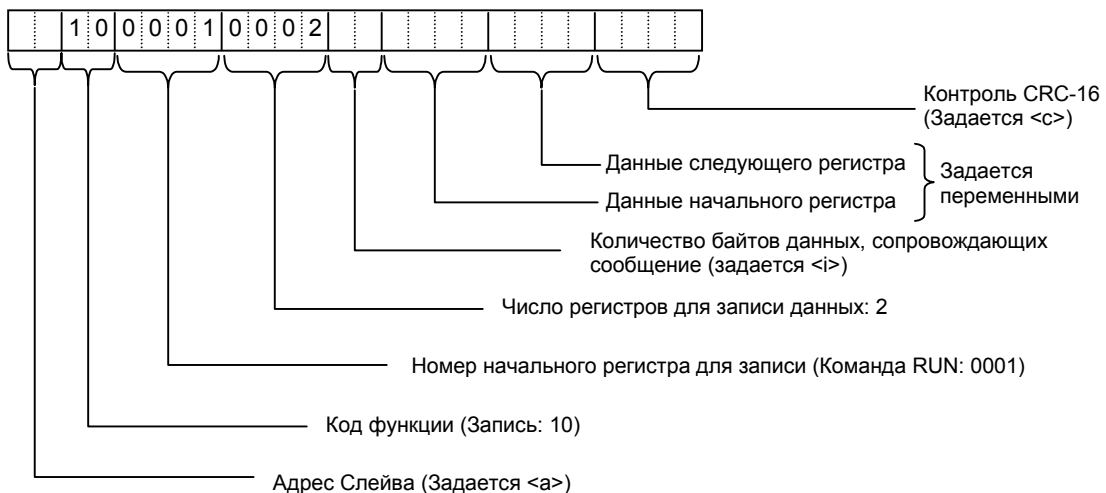 1 0 0 0 0 1 0 0 0 2
Контроль CRC-16
(Задается <c>)
Данные следующего регистра
Задается
переменными
Данные начального регистра
Количество байтов данных, сопровождающих
сообщение (задается <i>)
Число регистров для записи данных: 2
Номер начального регистра для записи (Команда RUN: 0001)
Код функции (Запись: 10)
Адрес Слейва (Задается <a>)